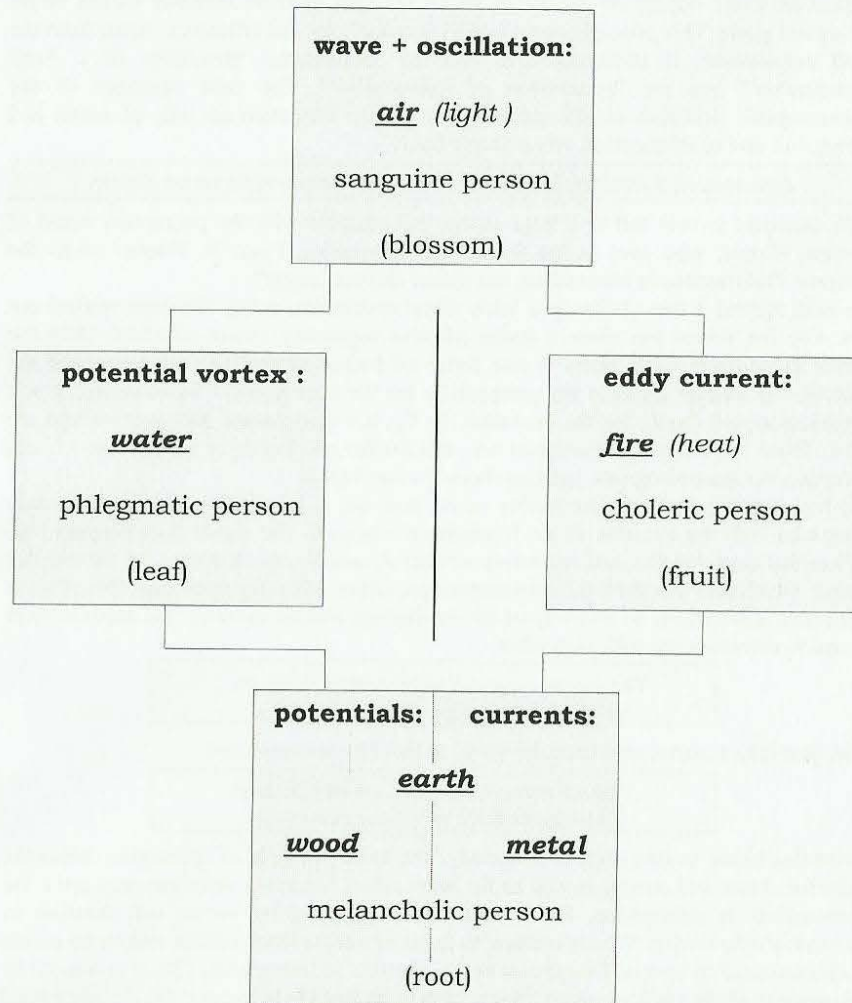 wave + oscillation:
air (light )
sanguine person
(blossom)
potential vortex :
water
phlegmatic person
(leaf)
eddy current:
fire (heat)
choleric person
(fruit)
potentials: currents:
earth
wood metal
melancholic person
(root)